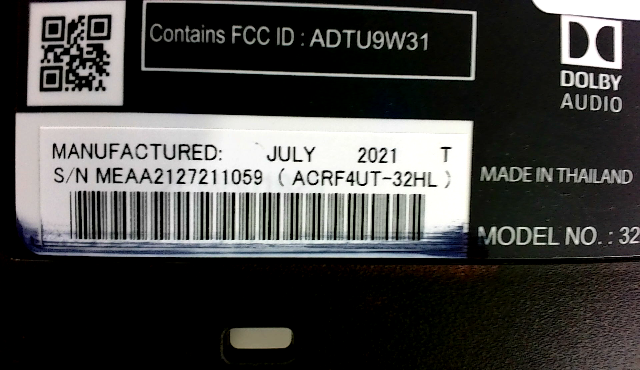 Contains FCC ID : ADTU9W31
DOLBY
AUDIO
MANUFACTURED: JULY 2021 T
S/N MEAA2127211059 ( ACRF4UT-32HL )
MADE IN THAILAND
MODEL NO. : 32